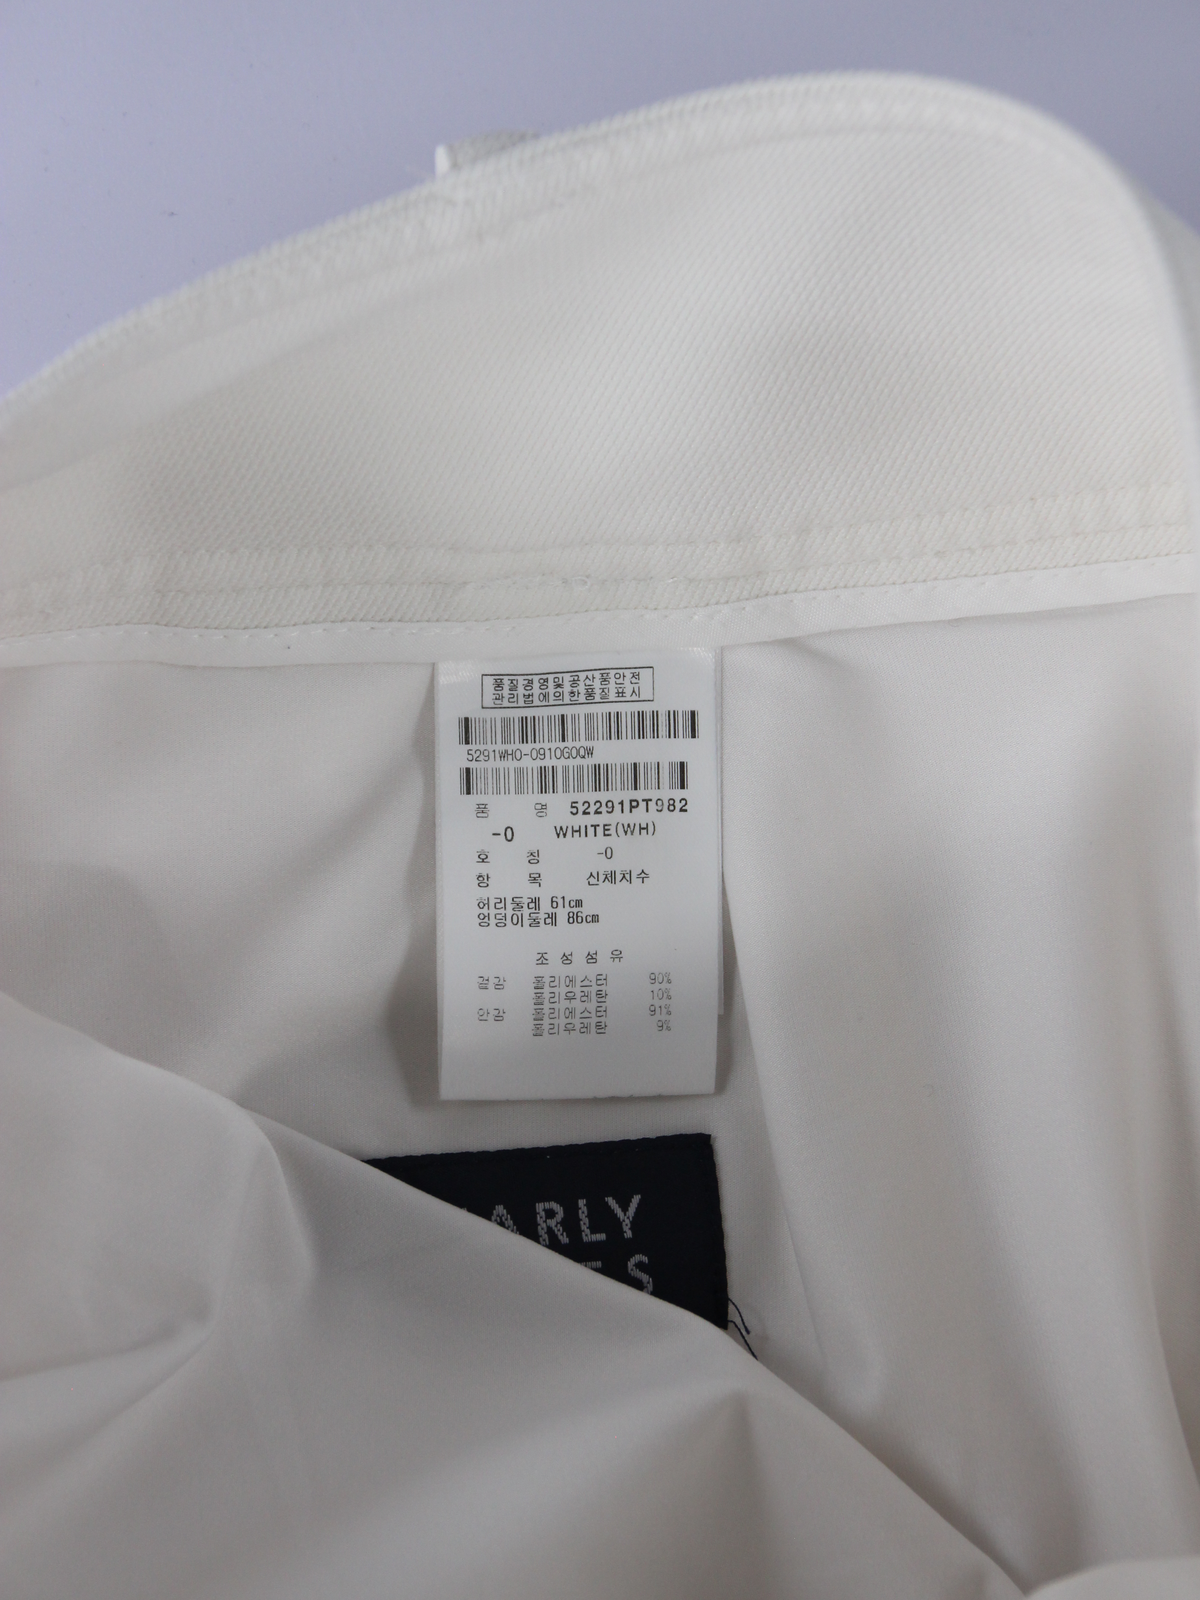 품질경영및공산품안전
관리법에의한품질표시
5291WH0-0910G0QW
품 명 52291PT982
-0 WHITE(WH)
호 칭 -0
항 목 신체치수
허리둘레 61cm
엉덩이둘레 86cm
조성섬유
겉감 폴리에스터 90%
폴리우레탄 10%
안감 폴리에스터 91%
폴리우레탄 9%
ARLY
ES